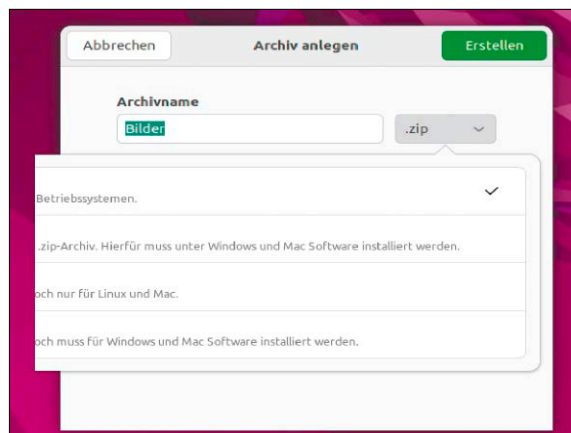 Abbrechen Archiv anlegen Erstellen
Archivname
Bilder .zip
Betriebssystemen.
.zip-Archiv. Hierfür muss unter Windows und Mac Software installiert werden.
och nur für Linux und Mac.
och muss für Windows und Mac Software installiert werden.